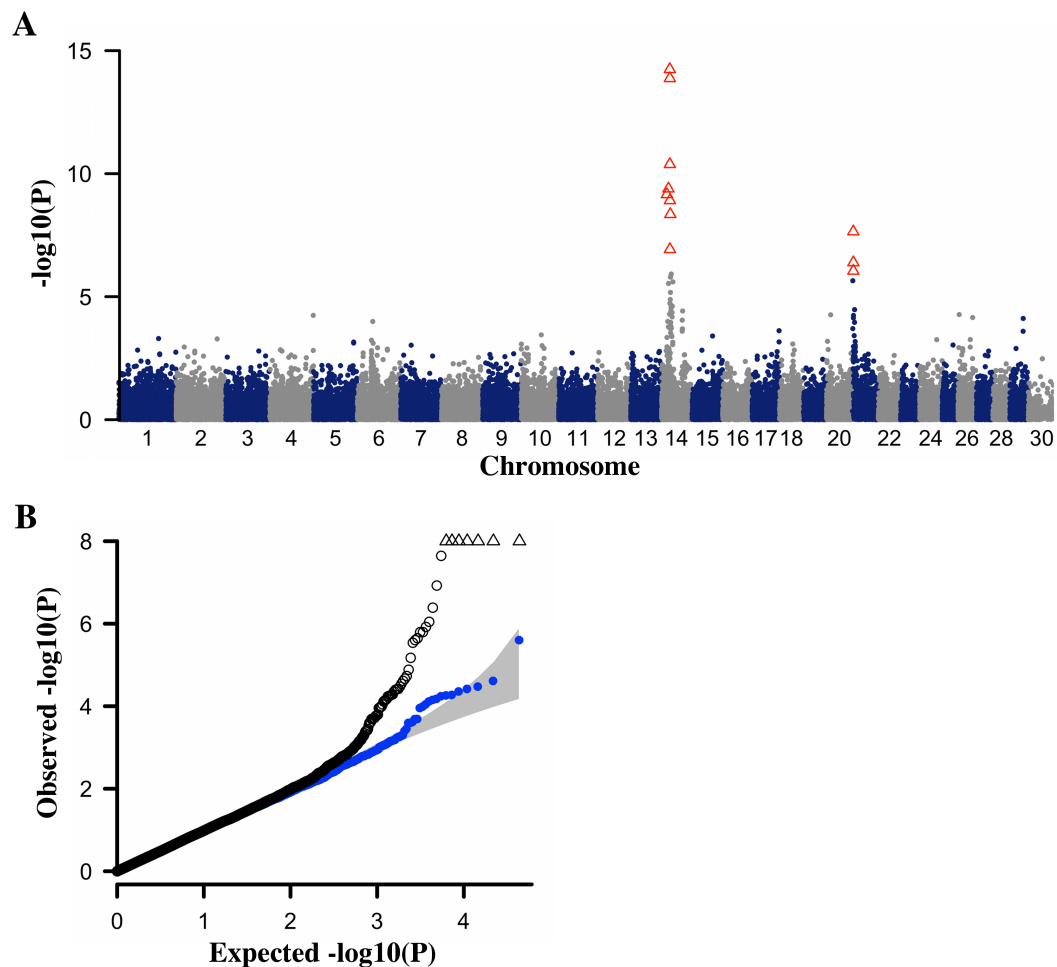 A
15
10
5
0
-log10(P)
1 2 3 4 5 6 7 8 9 10 11 12 13 14 15 16 17 18 20 22 24 26 28 30
Chromosome
B
8
6
4
2
0
Observed -log10(P)
0 1 2 3 4
Expected -log10(P)